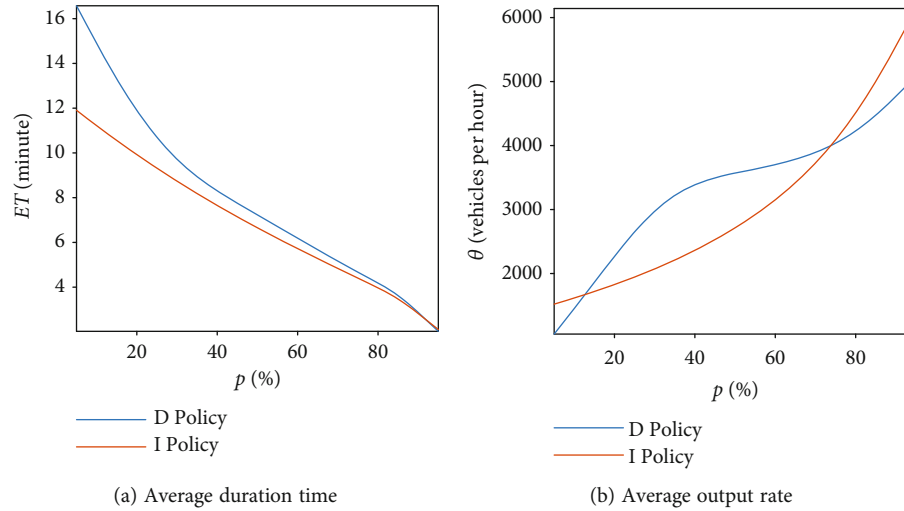 16
14
12
10
8
6
4
ET (minute)
20
40
60
80
p (%)
D Policy
I Policy
(a) Average duration time
6000
5000
4000
3000
2000
θ (vehicles per hour)
20
40
60
80
p (%)
D Policy
I Policy
(b) Average output rate